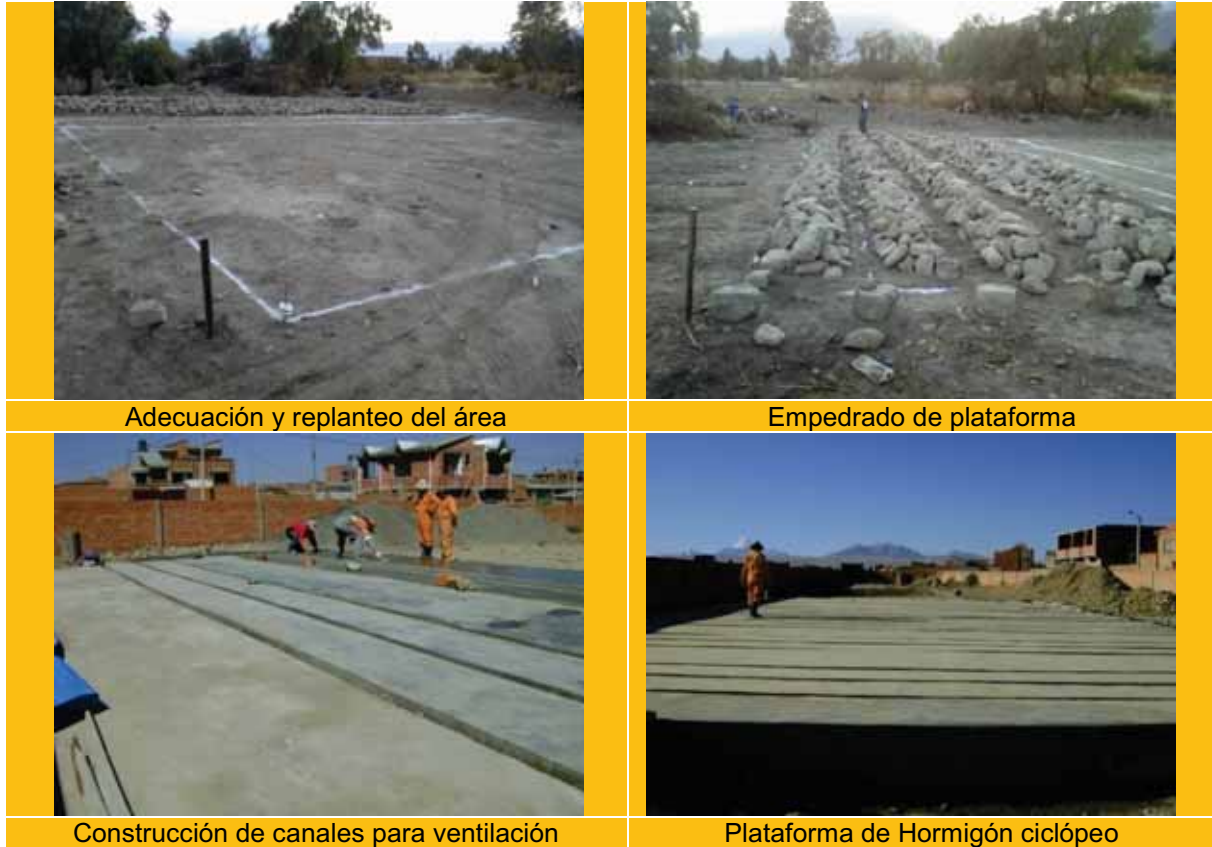 Adecuación y replanteo del área
Empedrado de plataforma
Construcción de canales para ventilación
Plataforma de Hormigón ciclópeo